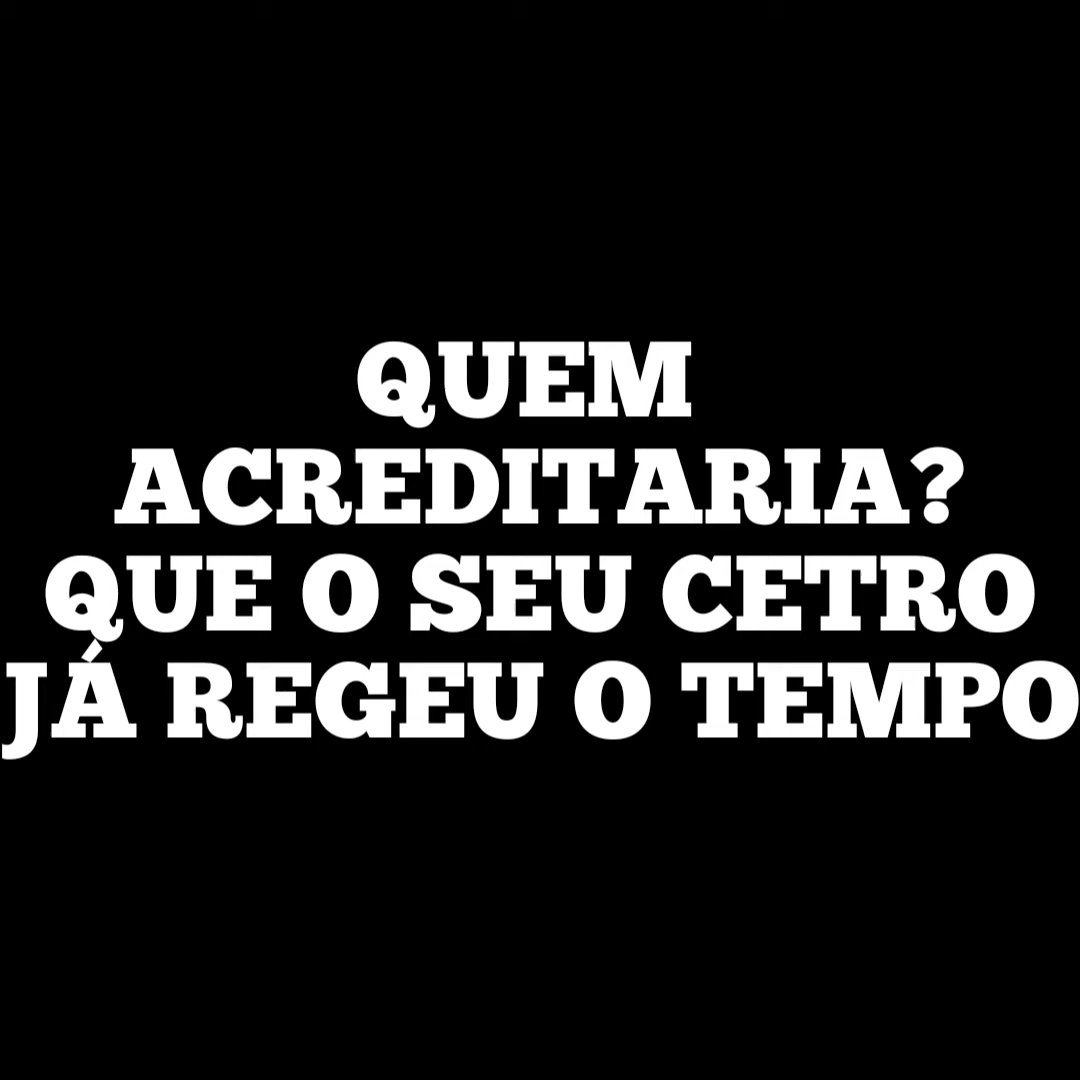 QUEM
ACREDITARIA?
QUE O SEU CETRO
JÁ REGEU O TEMPO